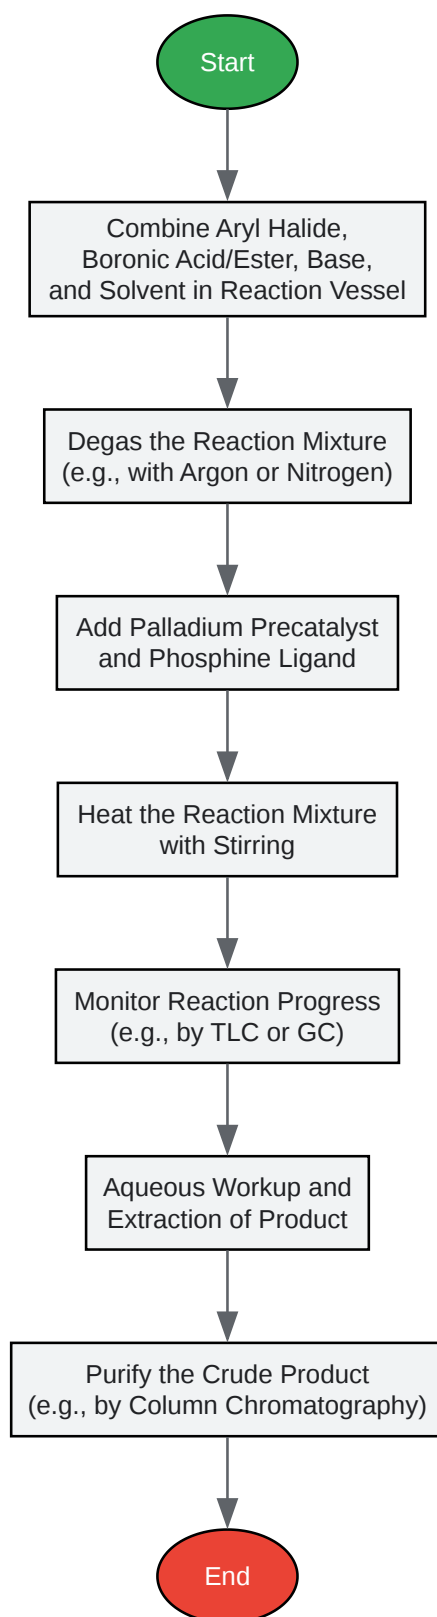 Start
Combine Aryl Halide,
Boronic Acid/Ester, Base,
and Solvent in Reaction Vessel
Degas the Reaction Mixture
(e.g., with Argon or Nitrogen)
Add Palladium Precatalyst
and Phosphine Ligand
Heat the Reaction Mixture
with Stirring
Monitor Reaction Progress
(e.g., by TLC or GC)
Aqueous Workup and
Extraction of Product
Purify the Crude Product
(e.g., by Column Chromatography)
End